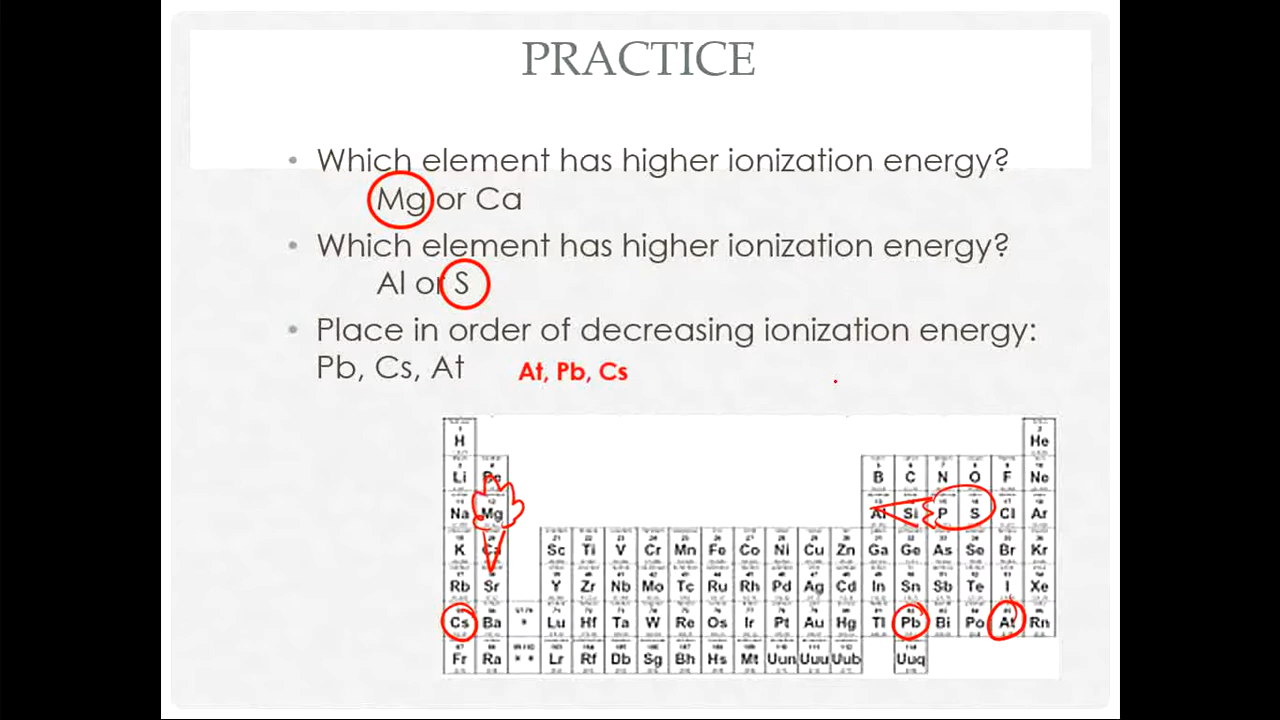 PRACTICE
• Which element has higher ionization energy?
Mg or Ca
• Which element has higher ionization energy?
Al or S
• Place in order of decreasing ionization energy:
Pb, Cs, At At, Pb, Cs
H He
Li Be B C N O F Ne
Na Mg Al Si P S Cl Ar
K Ca Sc Ti V Cr Mn Fe Co Ni Cu Zn Ga Ge As Se Br Kr
Rb Sr Y Zr Nb Mo Tc Ru Rh Pd Ag Cd In Sn Sb Te I Xe
Cs Ba * Lu Hf Ta W Re Os Ir Pt Au Hg Tl Pb Bi Po At Rn
Fr Ra * * Lr Rf Db Sg Bh Hs Mt Uun Uuu Uub Uuq